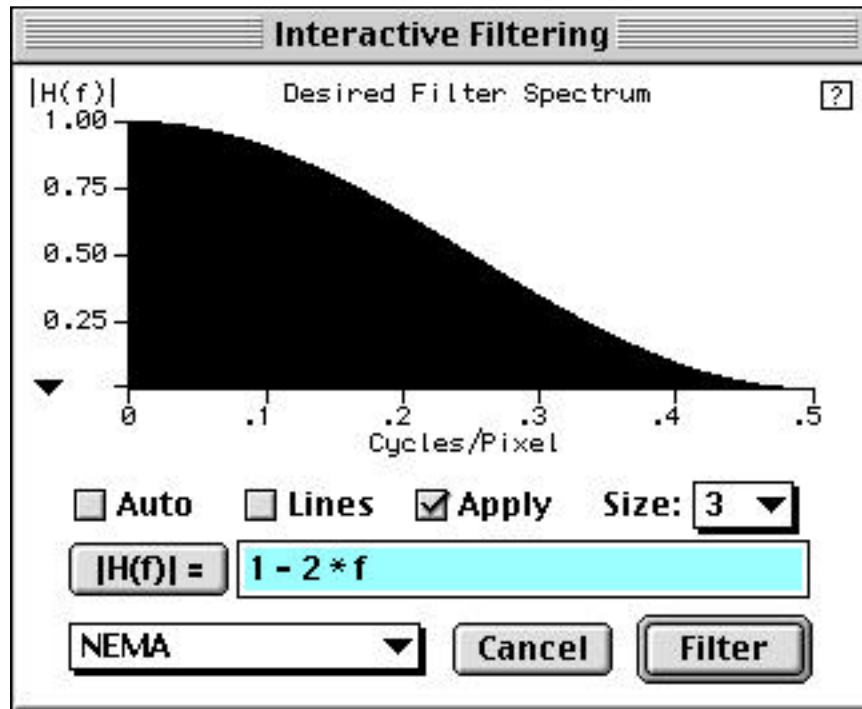 Interactive Filtering
|H(f)| Desired Filter Spectrum ?
1.00
0.75
0.50
0.25
0 .1 .2 .3 .4 .5
Cycles/Pixel
Auto Lines Apply Size: 3
|H(f)| = 1 - 2 * f
NEMA Cancel Filter